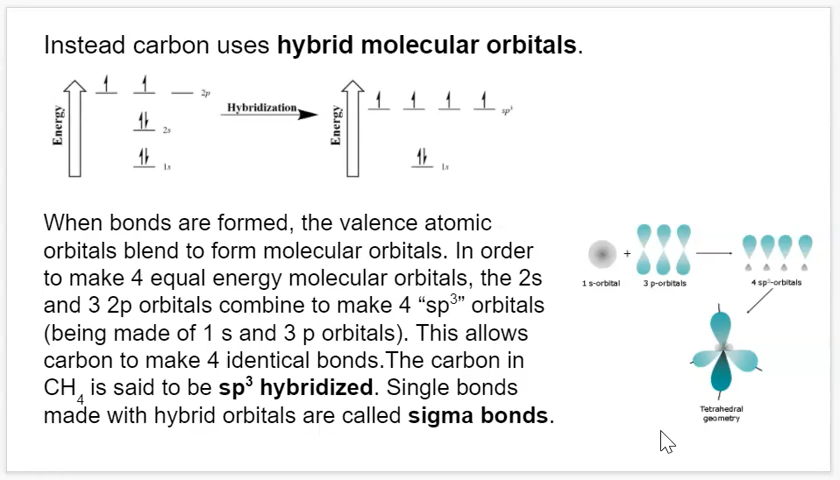 Instead carbon uses hybrid molecular orbitals.
Energy
2p
2s
1s
Hybridization
Energy
sp³
1s
When bonds are formed, the valence atomic
orbitals blend to form molecular orbitals. In order
to make 4 equal energy molecular orbitals, the 2s
and 3 2p orbitals combine to make 4 “sp³” orbitals
(being made of 1 s and 3 p orbitals). This allows
carbon to make 4 identical bonds.The carbon in
CH₄ is said to be sp³ hybridized. Single bonds
made with hybrid orbitals are called sigma bonds.
+
1 s-orbital
3 p-orbitals
4 sp³-orbitals
Tetrahedral
geometry